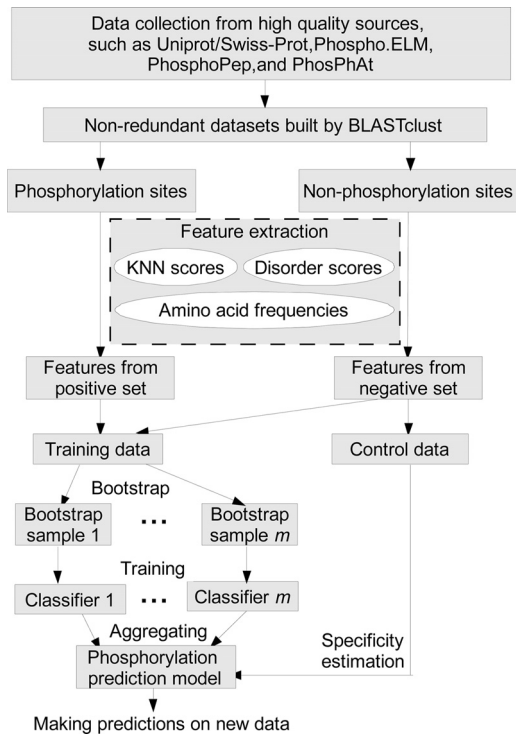 Data collection from high quality sources,
such as Uniprot/Swiss-Prot,Phospho.ELM,
PhosphoPep,and PhosPhAt
Non-redundant datasets built by BLASTclust
Phosphorylation sites
Non-phosphorylation sites
Feature extraction
KNN scores
Disorder scores
Amino acid frequencies
Features from
positive set
Features from
negative set
Training data
Control data
Bootstrap
Bootstrap
sample 1
...
Bootstrap
sample m
Training
Classifier 1
...
Classifier m
Aggregating
Specificity
estimation
Phosphorylation
prediction model
Making predictions on new data